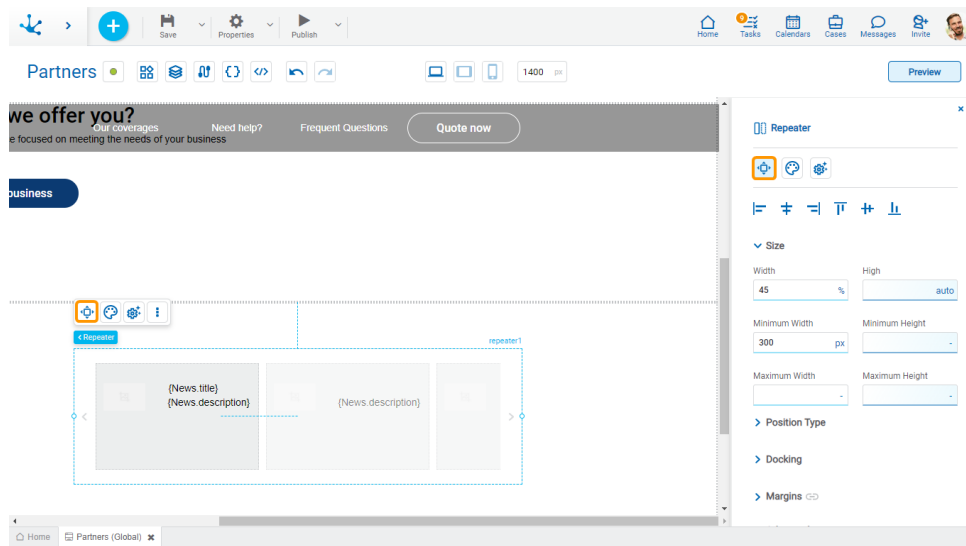 Save
Properties
Publish
Home
9
Tasks
Calendars
Cases
Messages
Invite
Partners
1400 px
Preview
we offer you?
Our coverages
Need help?
Frequent Questions
Quote now
e focused on meeting the needs of your business
business
Repeater
Size
Width
High
45 %
auto
Minimum Width
Minimum Height
300 px
-
Maximum Width
Maximum Height
-
-
Position Type
Docking
Margins
Repeater
repeater1
{News.title}
{News.description}
{News.description}
Home
Partners (Global)